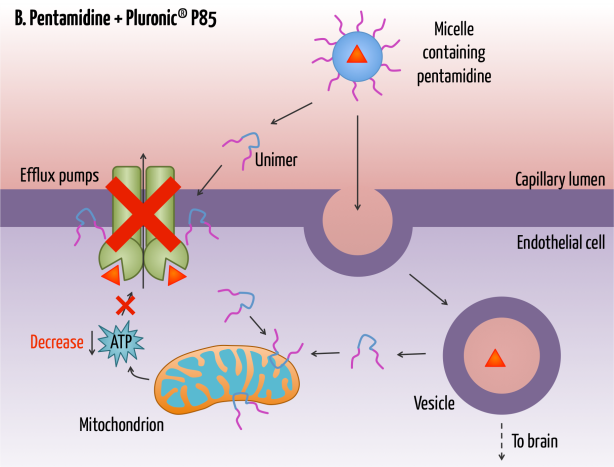 B. Pentamidine + Pluronic® P85
Micelle
containing
pentamidine
Unimer
Efflux pumps
Capillary lumen
Endothelial cell
Decrease
ATP
Mitochondrion
Vesicle
To brain